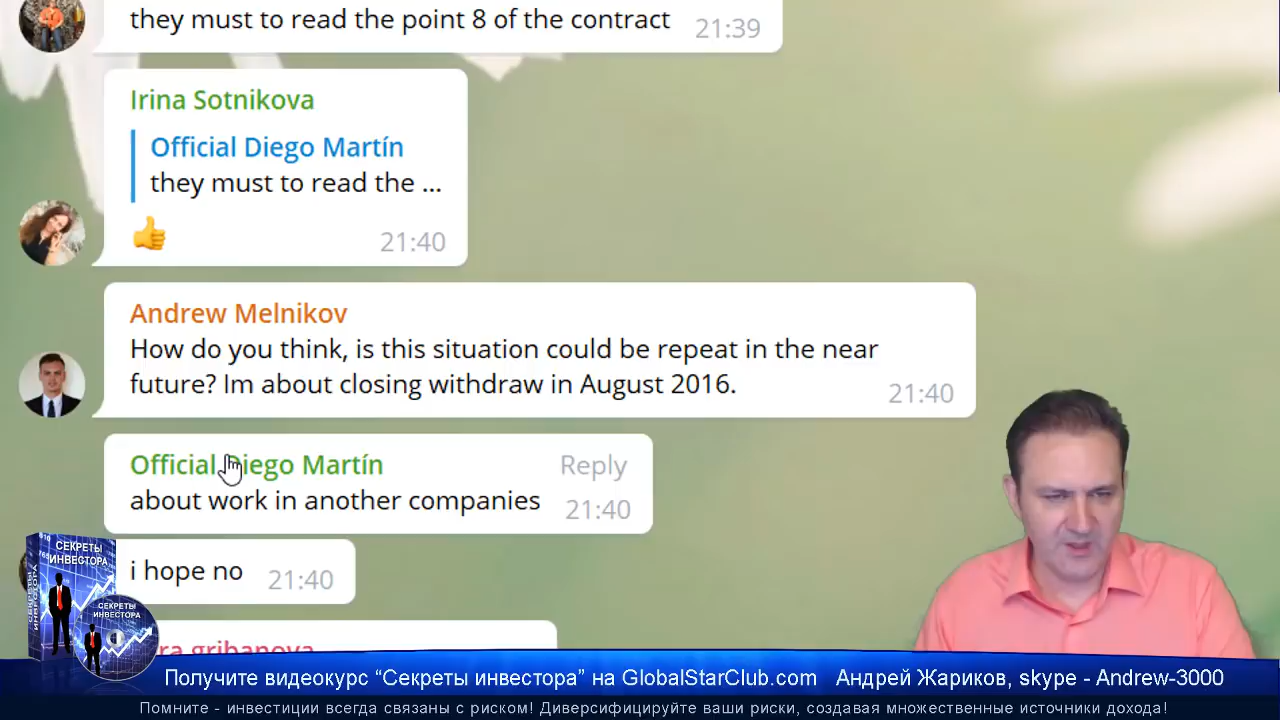 they must to read the point 8 of the contract 21:39
Irina Sotnikova
Official Diego Martín
they must to read the ...
👍 21:40
Andrew Melnikov
How do you think, is this situation could be repeat in the near
future? Im about closing withdraw in August 2016. 21:40
Official Diego Martín Reply
about work in another companies 21:40
i hope no 21:40
gribanova
СЕКРЕТЫ
ИНВЕСТОРА
СЕКРЕТЫ
ИНВЕСТОРА
Получите видеокурс “Секреты инвестора” на GlobalStarClub.com Андрей Жариков, skype - Andrew-3000
Помните - инвестиции всегда связаны с риском! Диверсифицируйте ваши риски, создавая множественные источники дохода!